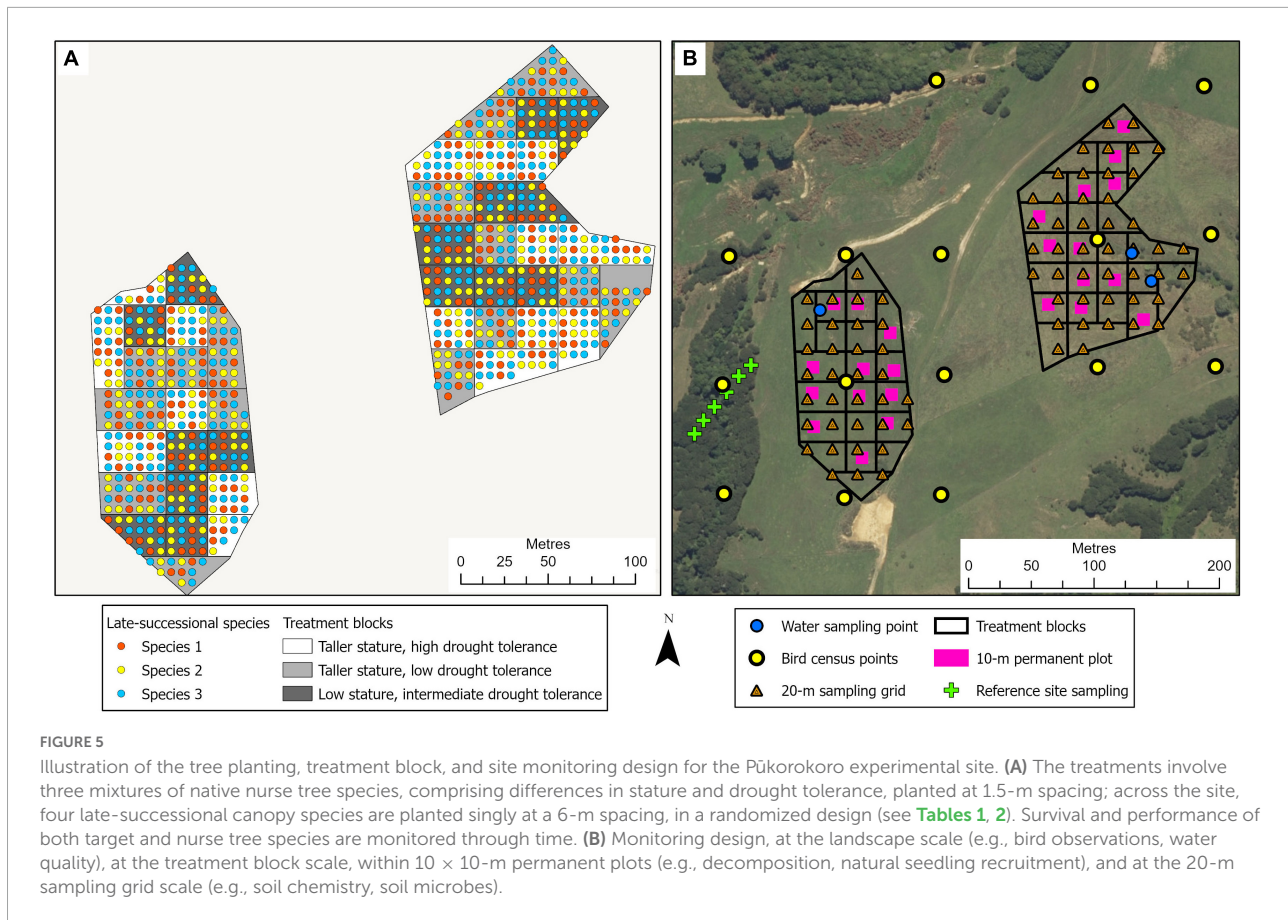 A
B
Metres
0 25 50 100
Metres
0 50 100 200
N
Late-successional species
Species 1
Species 2
Species 3
Treatment blocks
Taller stature, high drought tolerance
Taller stature, low drought tolerance
Low stature, intermediate drought tolerance
Water sampling point
Bird census points
20-m sampling grid
Treatment blocks
10-m permanent plot
Reference site sampling
FIGURE 5
Illustration of the tree planting, treatment block, and site monitoring design for the Pūkorokoro experimental site. (A) The treatments involve
three mixtures of native nurse tree species, comprising differences in stature and drought tolerance, planted at 1.5-m spacing; across the site,
four late-successional canopy species are planted singly at a 6-m spacing, in a randomized design (see Tables 1, 2). Survival and performance of
both target and nurse tree species are monitored through time. (B) Monitoring design, at the landscape scale (e.g., bird observations, water
quality), at the treatment block scale, within 10 × 10-m permanent plots (e.g., decomposition, natural seedling recruitment), and at the 20-m
sampling grid scale (e.g., soil chemistry, soil microbes).